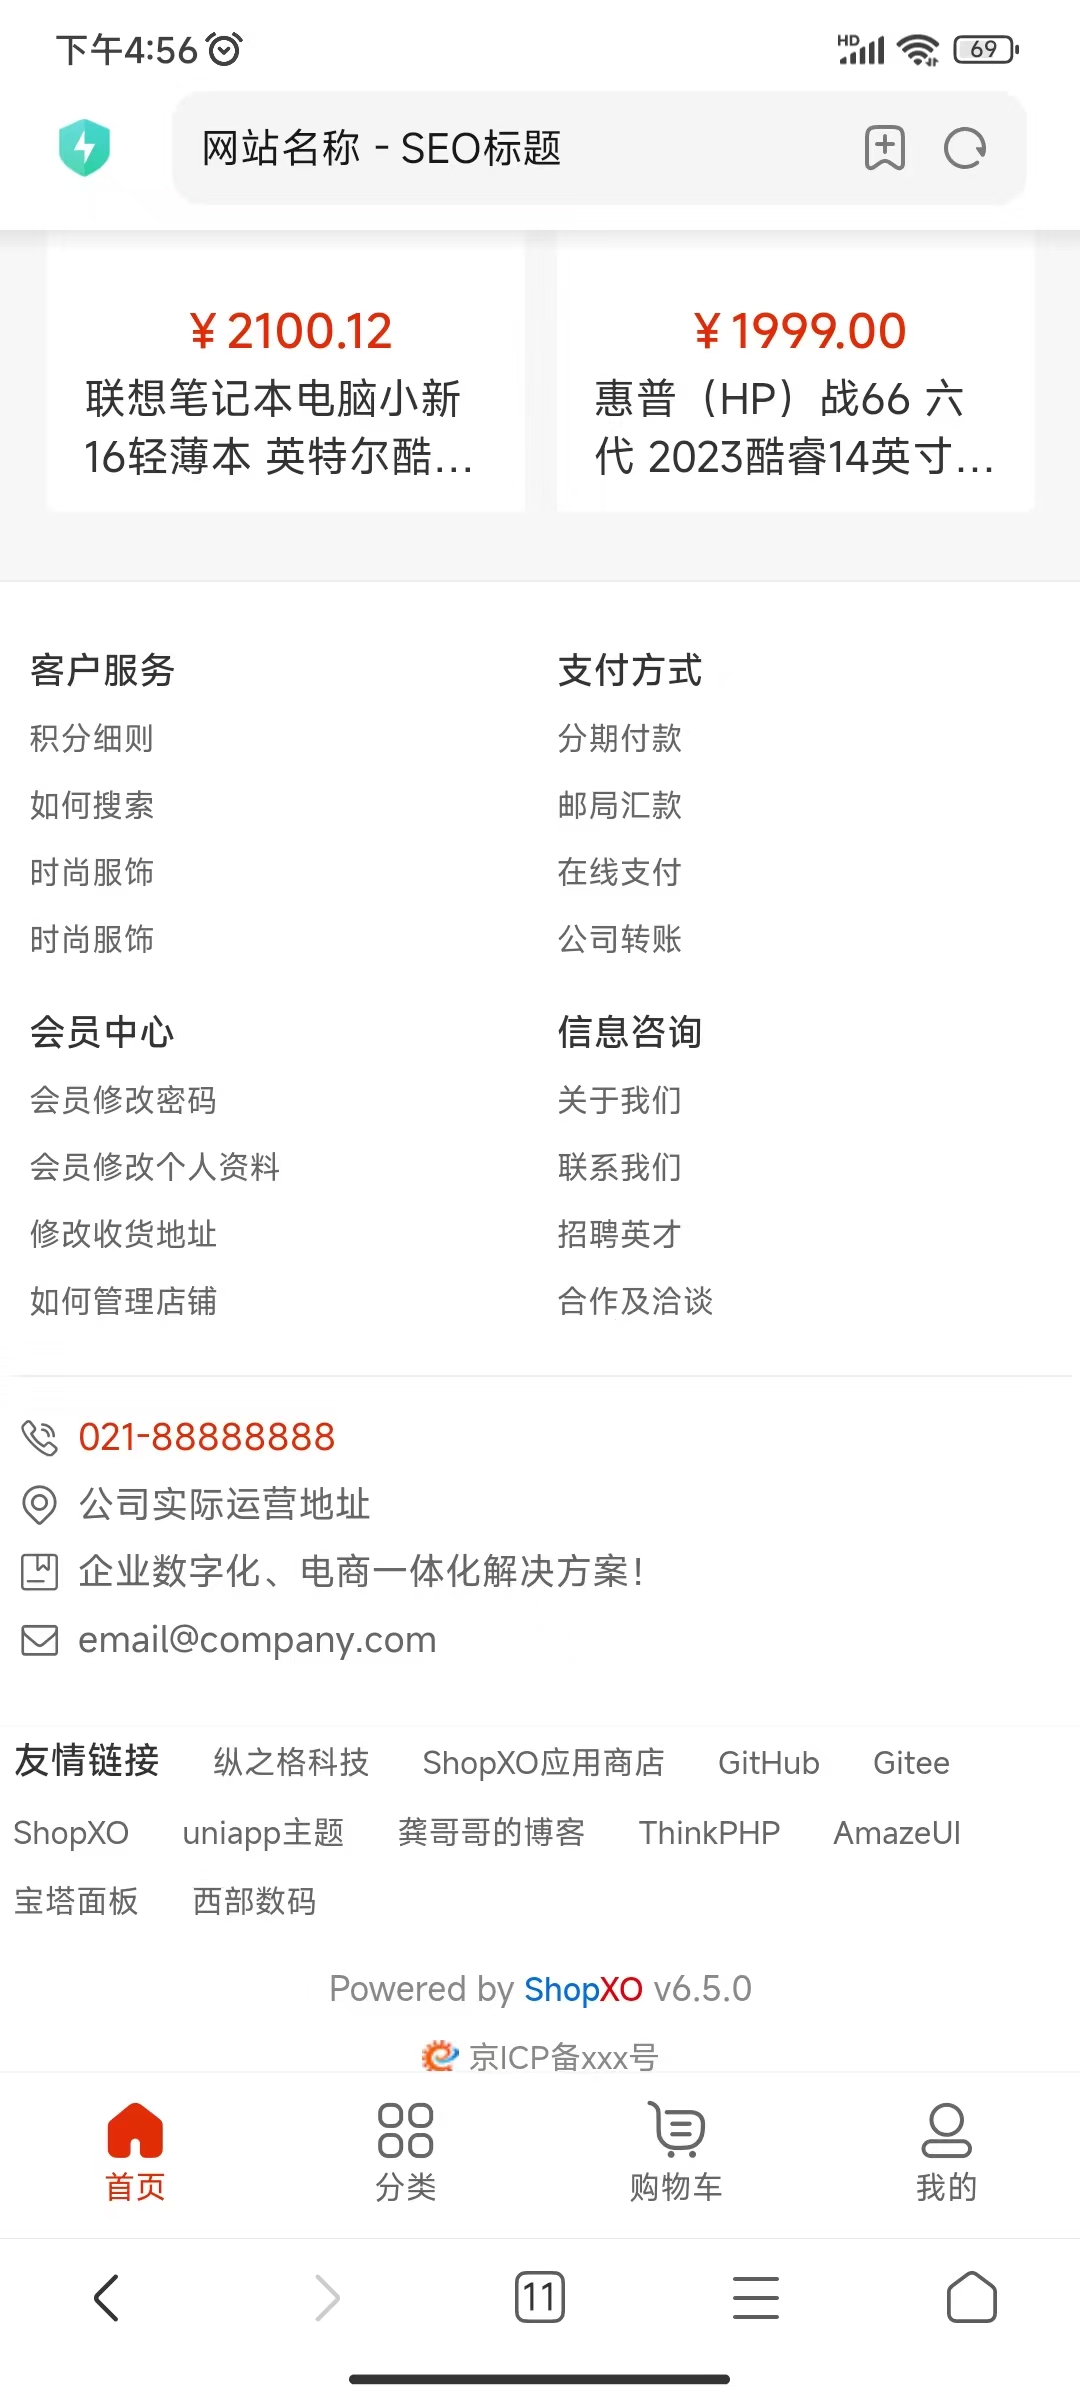 下午4:56
HD
69
网站名称 - SEO标题
¥ 2100.12
联想笔记本电脑小新
16轻薄本 英特尔酷...
¥ 1999.00
惠普（HP）战66 六
代 2023酷睿14英寸...
客户服务
积分细则
如何搜索
时尚服饰
时尚服饰
支付方式
分期付款
邮局汇款
在线支付
公司转账
会员中心
会员修改密码
会员修改个人资料
修改收货地址
如何管理店铺
信息咨询
关于我们
联系我们
招聘英才
合作及洽谈
021-88888888
公司实际运营地址
企业数字化、电商一体化解决方案！
email@company.com
友情链接 纵之格科技 ShopXO应用商店 GitHub Gitee
ShopXO uniapp主题 龚哥哥的博客 ThinkPHP AmazeUI
宝塔面板 西部数码
Powered by ShopXO v6.5.0
京ICP备xxx号
首页 分类 购物车 我的
11